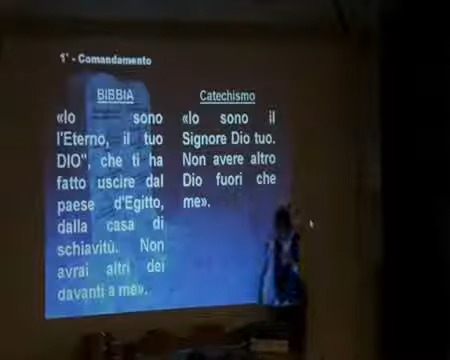 1° - Comandamento
BIBBIA
«Io sono
l'Eterno, il tuo
DIO", che ti ha
fatto uscire dal
paese d'Egitto,
dalla casa di
schiavitù. Non
avrai altri dei
davanti a me».
Catechismo
«Io sono il
Signore Dio tuo.
Non avere altro
Dio fuori che
me».